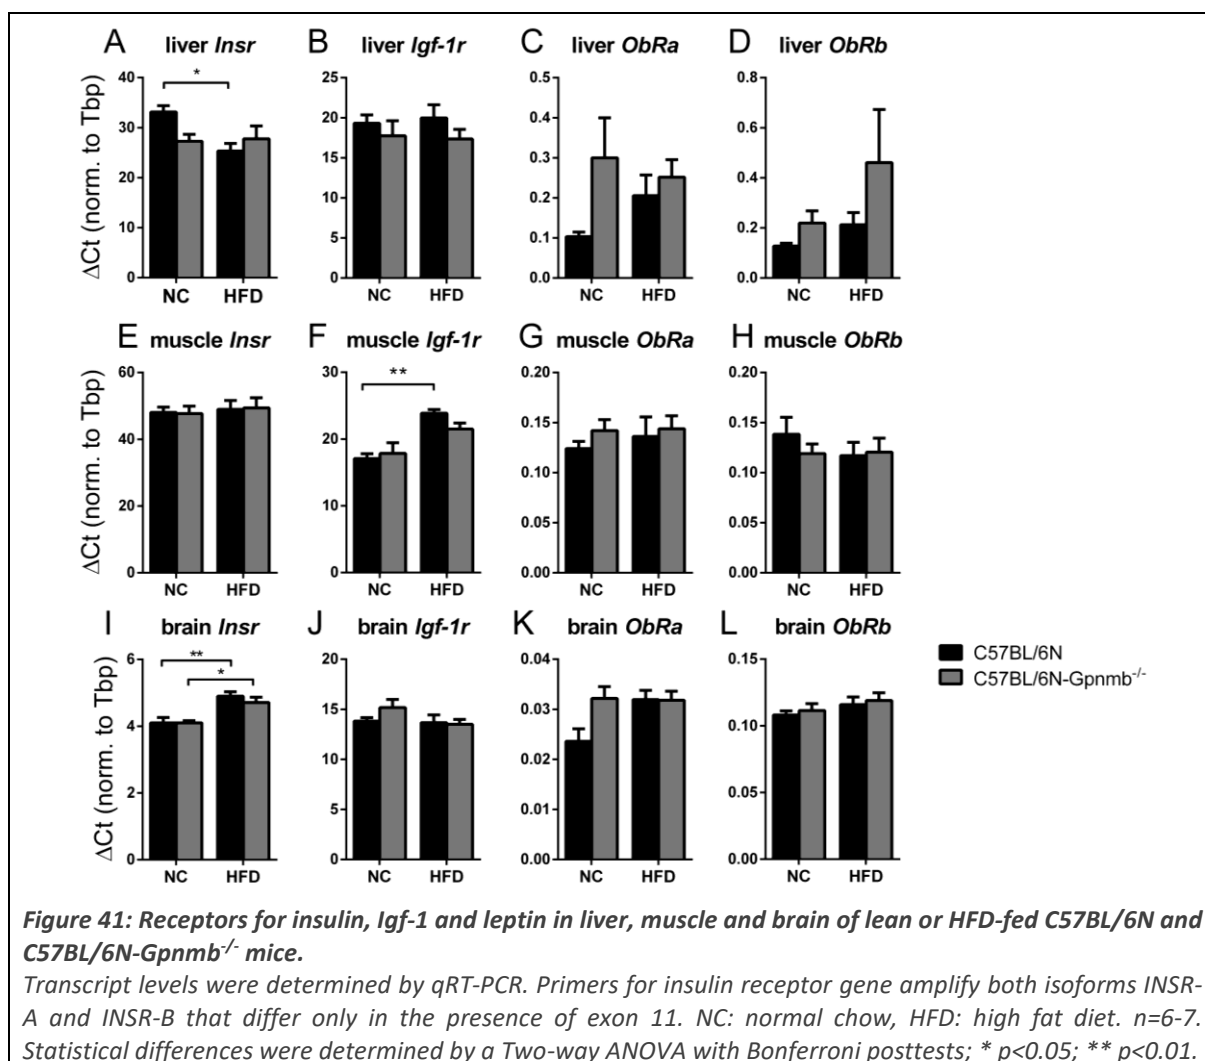 A liver Insr
B liver Igf-1r
C liver ObRa
D liver ObRb
ΔCt (norm. to Tbp)
40
30
20
10
0
*
NC HFD
25
20
15
10
5
0
NC HFD
0.5
0.4
0.3
0.2
0.1
0.0
NC HFD
0.8
0.6
0.4
0.2
0.0
NC HFD
E muscle Insr
F muscle Igf-1r
G muscle ObRa
H muscle ObRb
ΔCt (norm. to Tbp)
60
40
20
0
NC HFD
30
20
10
0
**
NC HFD
0.20
0.15
0.10
0.05
0.00
NC HFD
0.20
0.15
0.10
0.05
0.00
NC HFD
I brain Insr
J brain Igf-1r
K brain ObRa
L brain ObRb
ΔCt (norm. to Tbp)
6
4
2
0
**
*
NC HFD
20
15
10
5
0
NC HFD
0.04
0.03
0.02
0.01
0.00
NC HFD
0.15
0.10
0.05
0.00
NC HFD
C57BL/6N
C57BL/6N-Gpnmb-/-
Figure 41: Receptors for insulin, Igf-1 and leptin in liver, muscle and brain of lean or HFD-fed C57BL/6N and
C57BL/6N-Gpnmb-/- mice.
Transcript levels were determined by qRT-PCR. Primers for insulin receptor gene amplify both isoforms INSR-
A and INSR-B that differ only in the presence of exon 11. NC: normal chow, HFD: high fat diet. n=6-7.
Statistical differences were determined by a Two-way ANOVA with Bonferroni posttests; * p<0.05; ** p<0.01.